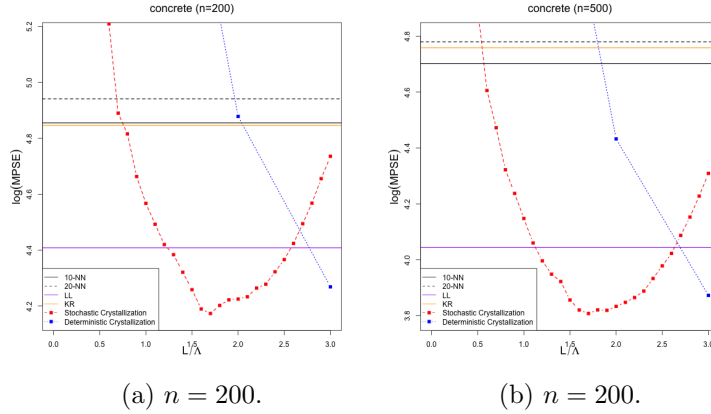 concrete (n=200)
log(MPSE)
5.2
5.0
4.8
4.6
4.4
4.2
10-NN
20-NN
LL
KR
Stochastic Crystallization
Deterministic Crystallization
0.0 0.5 1.0 1.5 2.0 2.5 3.0
L/Λ
(a) n = 200.
concrete (n=500)
log(MPSE)
4.8
4.6
4.4
4.2
4.0
3.8
10-NN
20-NN
LL
KR
Stochastic Crystallization
Deterministic Crystallization
0.0 0.5 1.0 1.5 2.0 2.5 3.0
L/Λ
(b) n = 200.